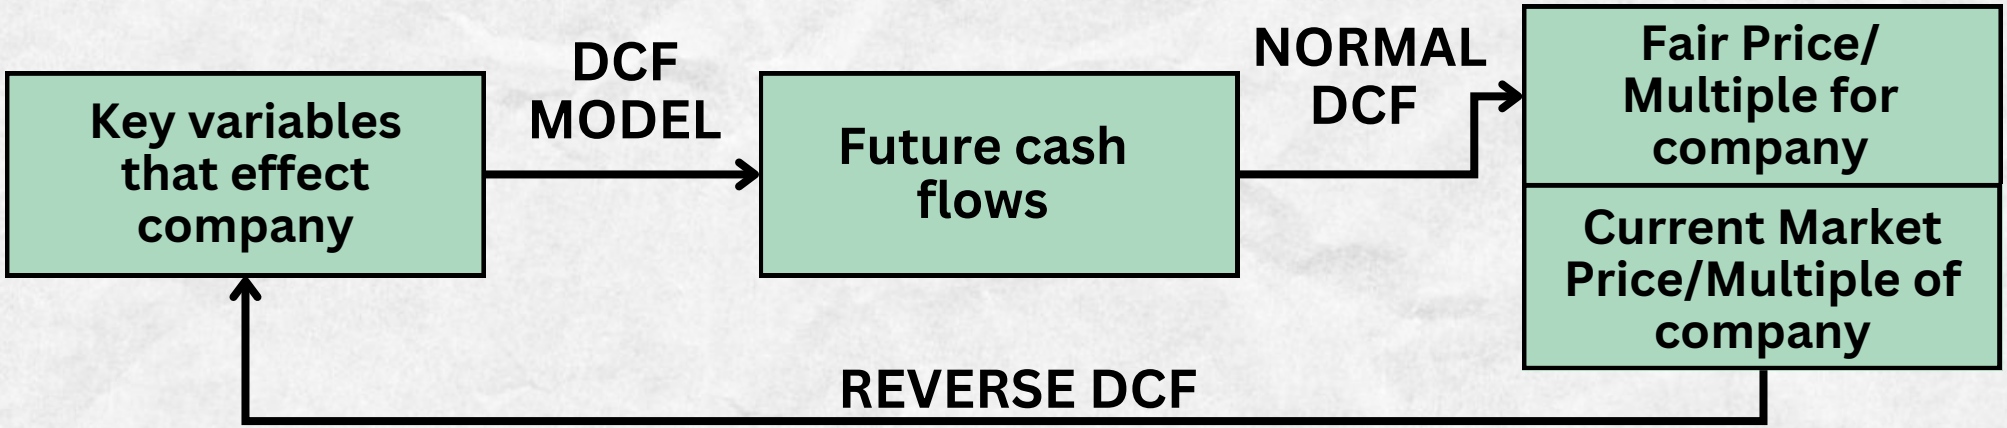 Key variables
that effect
company
DCF
MODEL
Future cash
flows
NORMAL
DCF
Fair Price/
Multiple for
company
Current Market
Price/Multiple of
company
REVERSE DCF